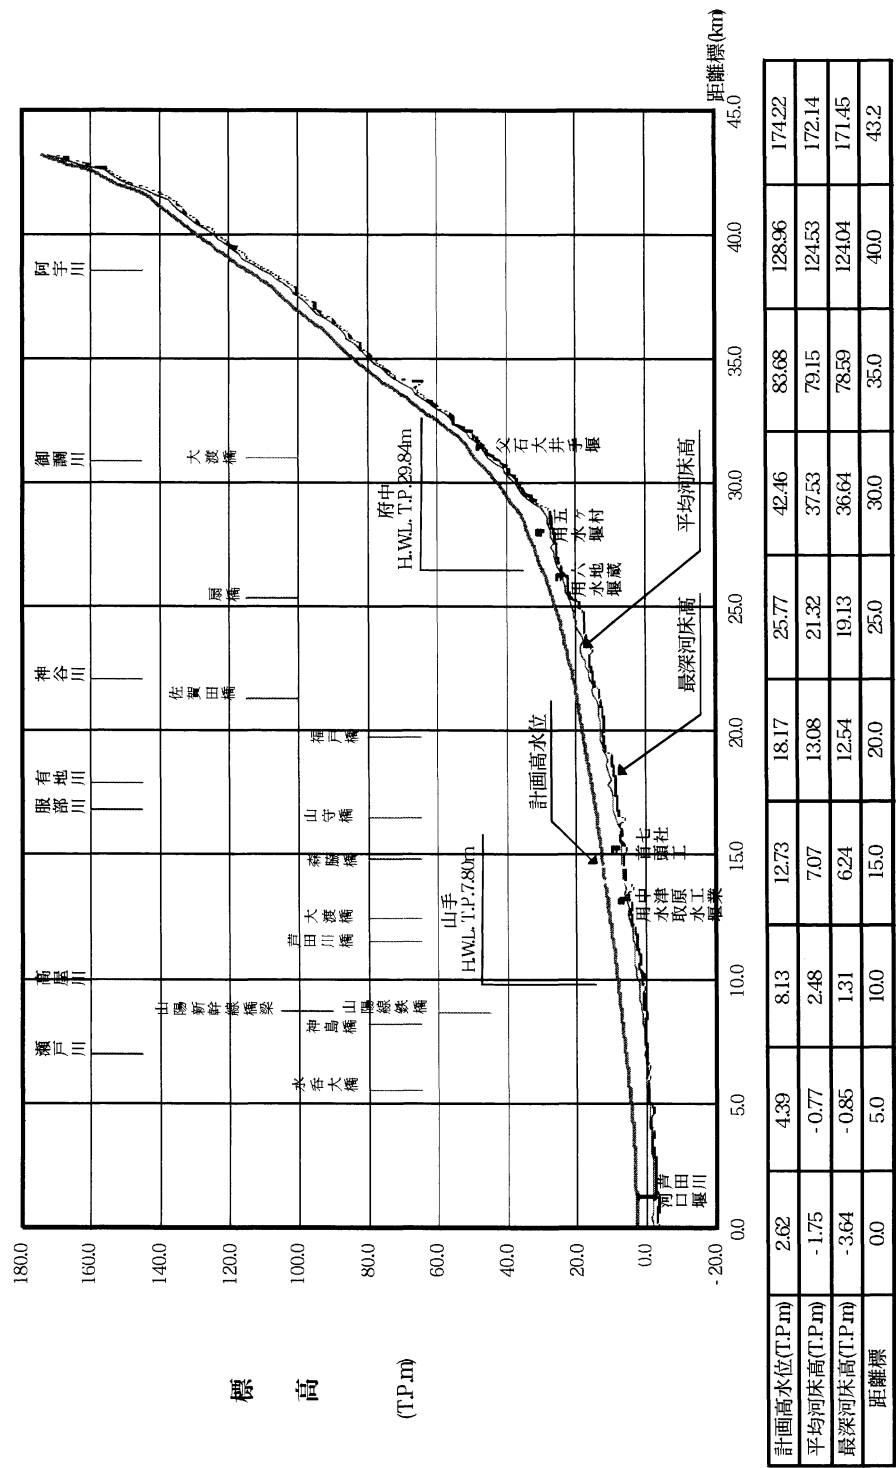 標高
(T.P.m)
180.0
160.0
140.0
120.0
100.0
80.0
60.0
40.0
20.0
0.0
- 20.0
瀬戸川
高屋川
服部川
有地川
神谷川
御調川
阿字川
山陽新幹線橋梁
佐賀田橋
扇橋
大渡橋
水呑大橋
神島橋
山陽線鉄橋
芦田川橋
大渡橋
森脇橋
山守橋
福戸橋
山手
H.W.L. T.P.7.80m
府中
H.W.L. T.P.29.84m
計画高水位
最深河床高
平均河床高
芦田川
河口堰
中津原工業
用水取水堰
七社
頭首工
六地蔵
用水堰
五ヶ村
用水堰
父石大井手堰
0.0 5.0 10.0 15.0 20.0 25.0 30.0 35.0 40.0 45.0
距離標(km)
計画高水位(T.P.m) 2.62 4.39 8.13 12.73 18.17 25.77 42.46 83.68 128.96 174.22
平均河床高(T.P.m) - 1.75 - 0.77 2.48 7.07 13.08 21.32 37.53 79.15 124.53 172.14
最深河床高(T.P.m) - 3.64 - 0.85 1.31 6.24 12.54 19.13 36.64 78.59 124.04 171.45
距離標 0.0 5.0 10.0 15.0 20.0 25.0 30.0 35.0 40.0 43.2